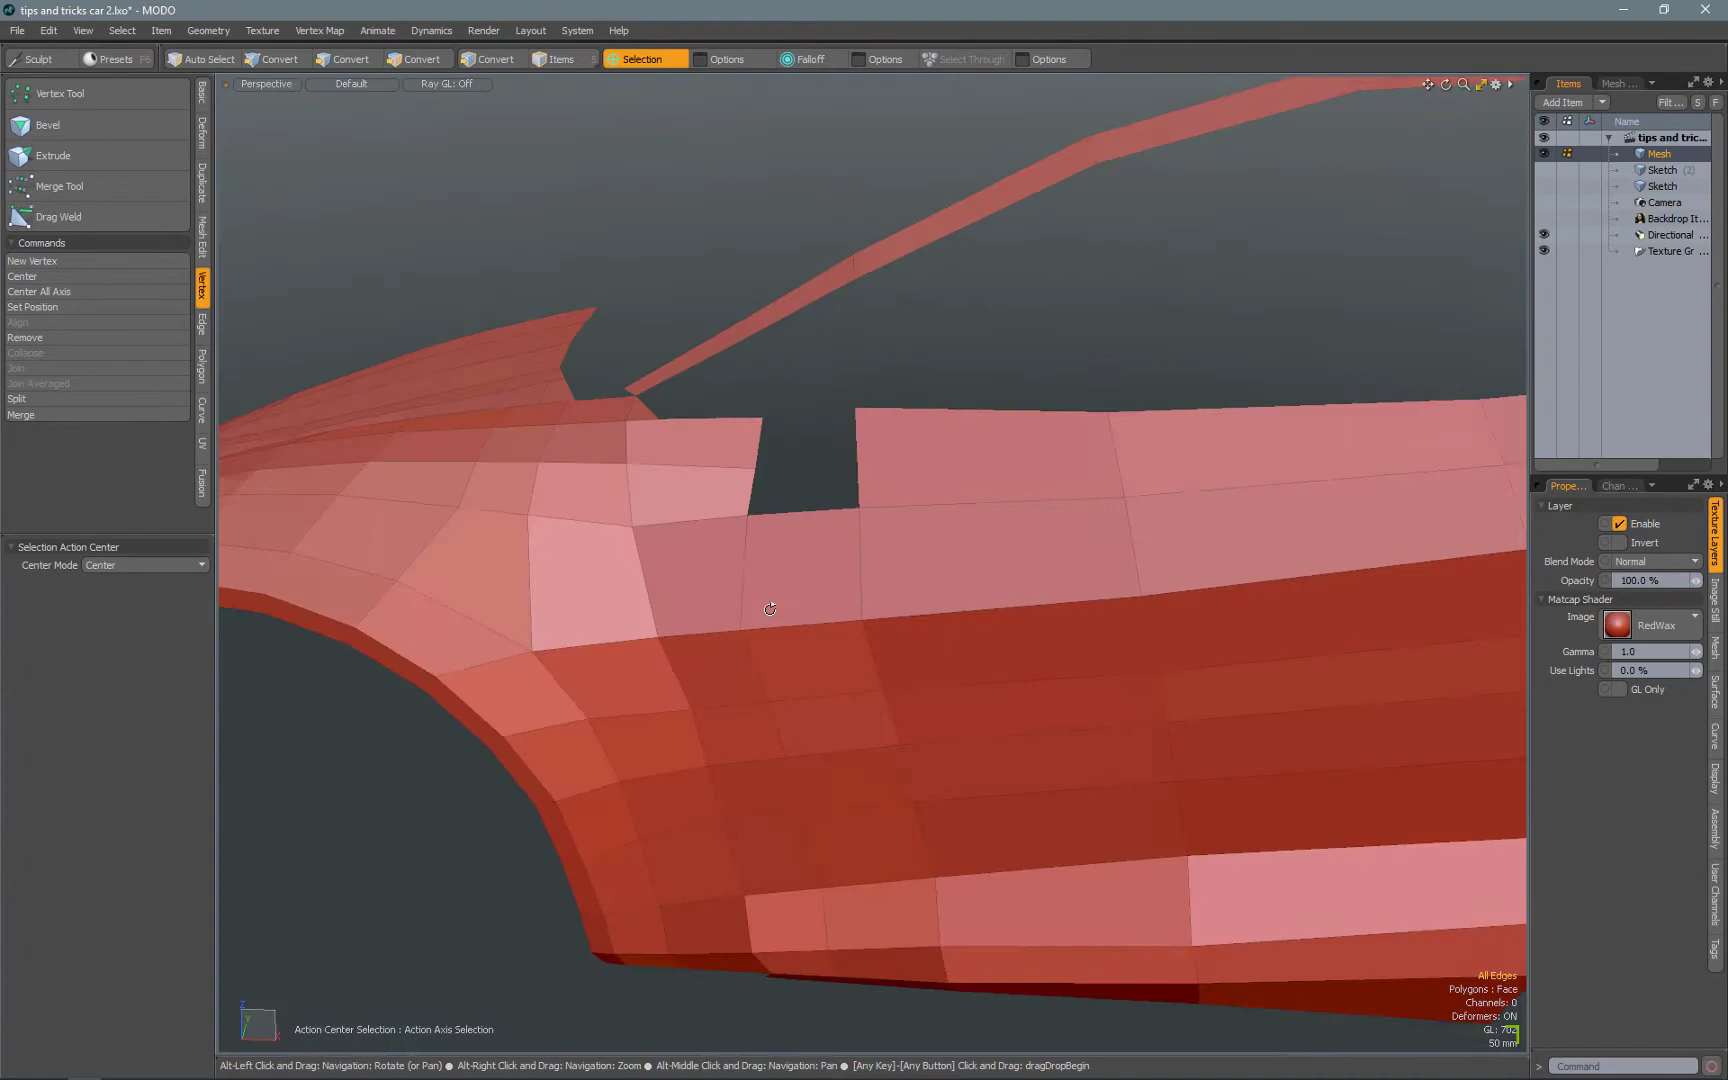 tips and tricks car 2.lxo* - MODO
File Edit View Select Item Geometry Texture Vertex Map Animate Dynamics Render Layout System Help
Sculpt Presets F6 Auto Select Convert Convert Convert Convert Items 5 Selection Options Falloff Options Select Through Options
Vertex Tool
Bevel
Extrude
Merge Tool
Drag Weld
Commands
New Vertex
Center
Center All Axis
Set Position
Align
Remove
Collapse
Join
Join Averaged
Split
Merge
Basic
Deform
Duplicate
Mesh Edit
Vertex
Edge
Polygon
Curve
UV
Fusion
Selection Action Center
Center Mode Center
Perspective Default Ray GL: Off
All Edges
Polygons : Face
Channels: 0
Deformers: ON
GL: 702
50 mm
Z
Y
X
Action Center Selection : Action Axis Selection
Alt-Left Click and Drag: Navigation: Rotate (or Pan) ● Alt-Right Click and Drag: Navigation: Zoom ● Alt-Middle Click and Drag: Navigation: Pan ● [Any Key]-[Any Button] Click and Drag: dragDropBegin
Items Mesh ...
Add Item Filt ... S F
Name
tips and tric...
Mesh
Sketch (2)
Sketch
Camera
Backdrop It...
Directional ...
Texture Gr ...
Prope... Chan ...
Layer
Enable
Invert
Blend Mode Normal
Opacity 100.0 %
Matcap Shader
Image RedWax
Gamma 1.0
Use Lights 0.0 %
GL Only
Texture Layers
Image Still
Mesh
Surface
Curve
Display
Assembly
User Channels
Tags
> Command